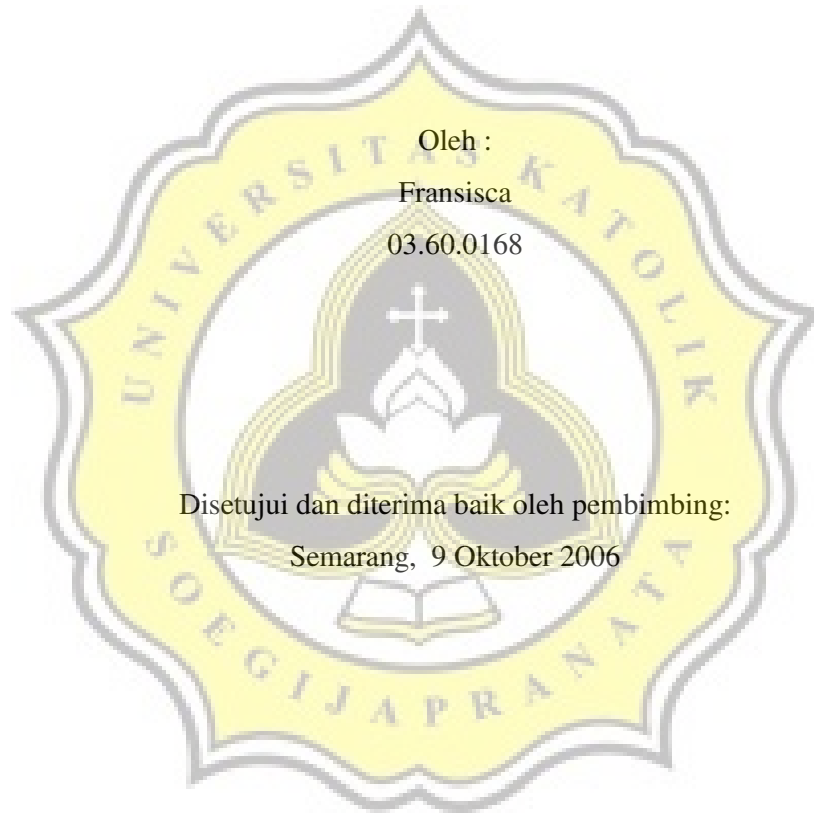 Oleh :
Fransisca
03.60.0168
UNIVERSITAS KATOLIK
Disetujui dan diterima baik oleh pembimbing:
Semarang, 9 Oktober 2006
SOEGIJAPRANATA